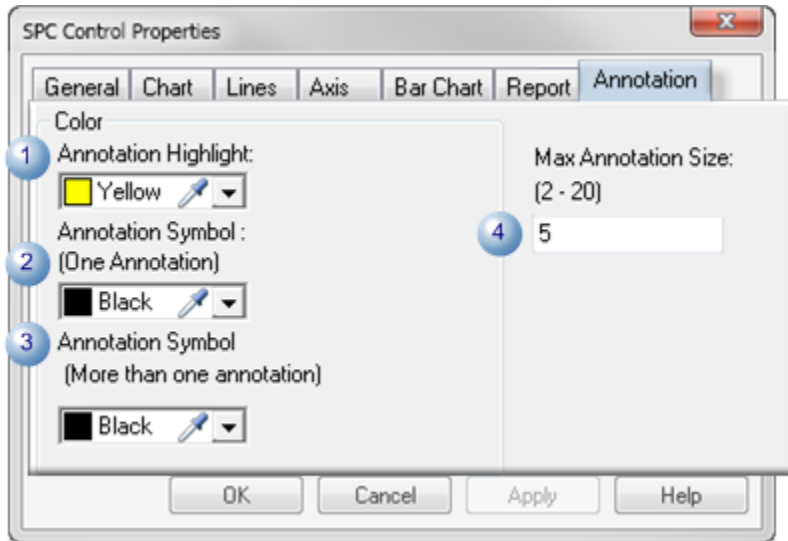 SPC Control Properties
General Chart Lines Axis Bar Chart Report Annotation
Color
1 Annotation Highlight:
Yellow
Annotation Symbol :
2 (One Annotation)
Black
3 Annotation Symbol
(More than one annotation)
Black
Max Annotation Size:
(2 - 20)
4 5
OK Cancel Apply Help